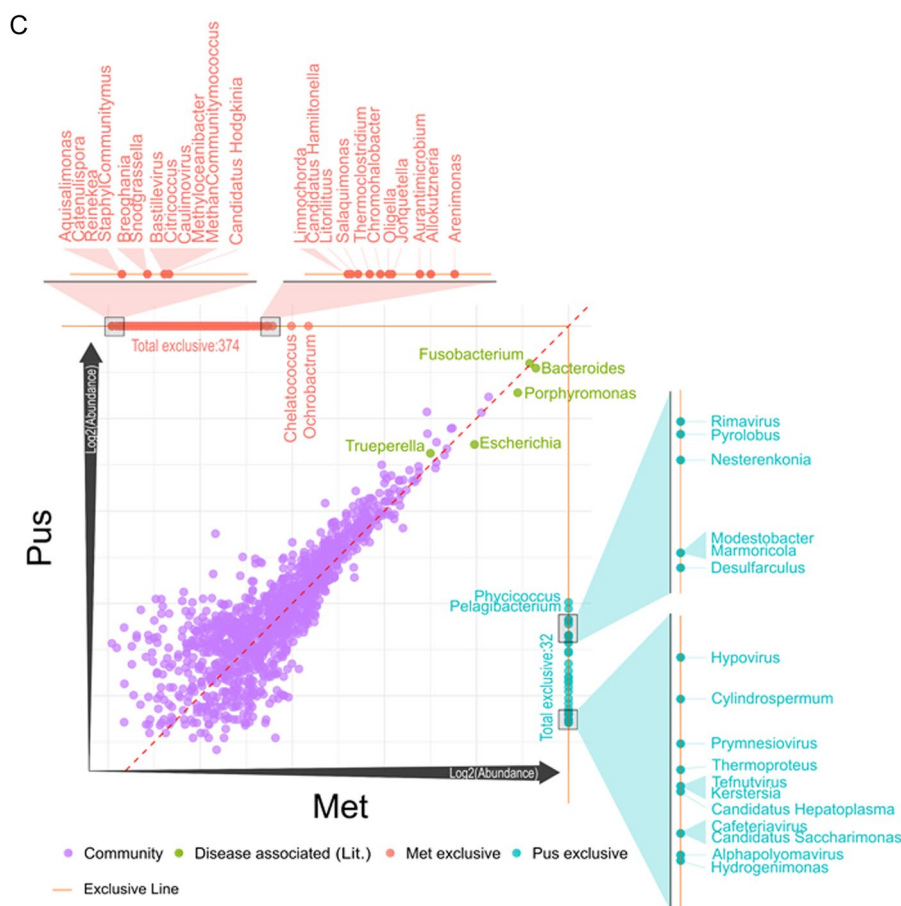 C
Aquisalimonas
Catenulispora
Reinekea
StaphylCommunitymus
Breoghania
Snodgrassella
Bastillevirus
Citricoccus
Caulimovirus
Methyloceanibacter
MethanCommunitymococcus
Candidatus Hodgkinia
Limnochorda
Candidatus Hamiltonella
Litorilituus
Salaquimonas
Thermoclostridium
Chromohalobacter
Oligella
Jonquetella
Aurantimicrobium
Allokutzneria
Arenimonas
Total exclusive:374
Chelatococcus
Ochrobactrum
Fusobacterium
Bacteroides
Porphyromonas
Trueperella
Escherichia
Log2(Abundance)
Pus
Phycicoccus
Pelagibacterium
Total exclusive:32
Rimavirus
Pyrolobus
Nesterenkonia
Modestobacter
Marmoricola
Desulfarculus
Hypovirus
Cylindrospermum
Prymnesiovirus
Thermoproteus
Tefnutvirus
Kerstersia
Candidatus Hepatoplasma
Cafeteriavirus
Candidatus Saccharimonas
Alphapolyomavirus
Hydrogenimonas
Log2(Abundance)
Met
Community
Disease associated (Lit.)
Met exclusive
Pus exclusive
Exclusive Line